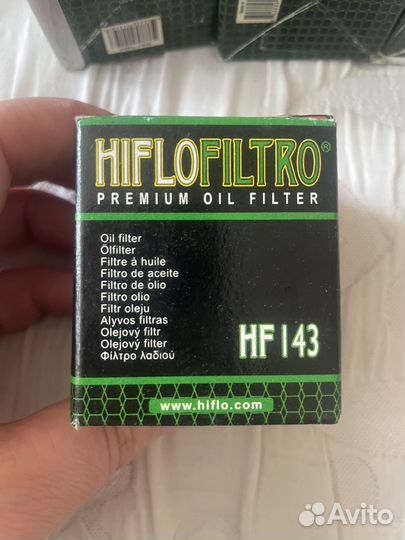 HIFLOFILTRO®
PREMIUM OIL FILTER
Oil filter
Ölfilter
Filtre à huile
Filtro de aceite
Filtro de olio
Filtro olio
Filtr oleju
Alyvos filtras
Olejový filtr
Olejový filter
Φίλτρο λαδιού
HF143
www.hiflo.com
Avito